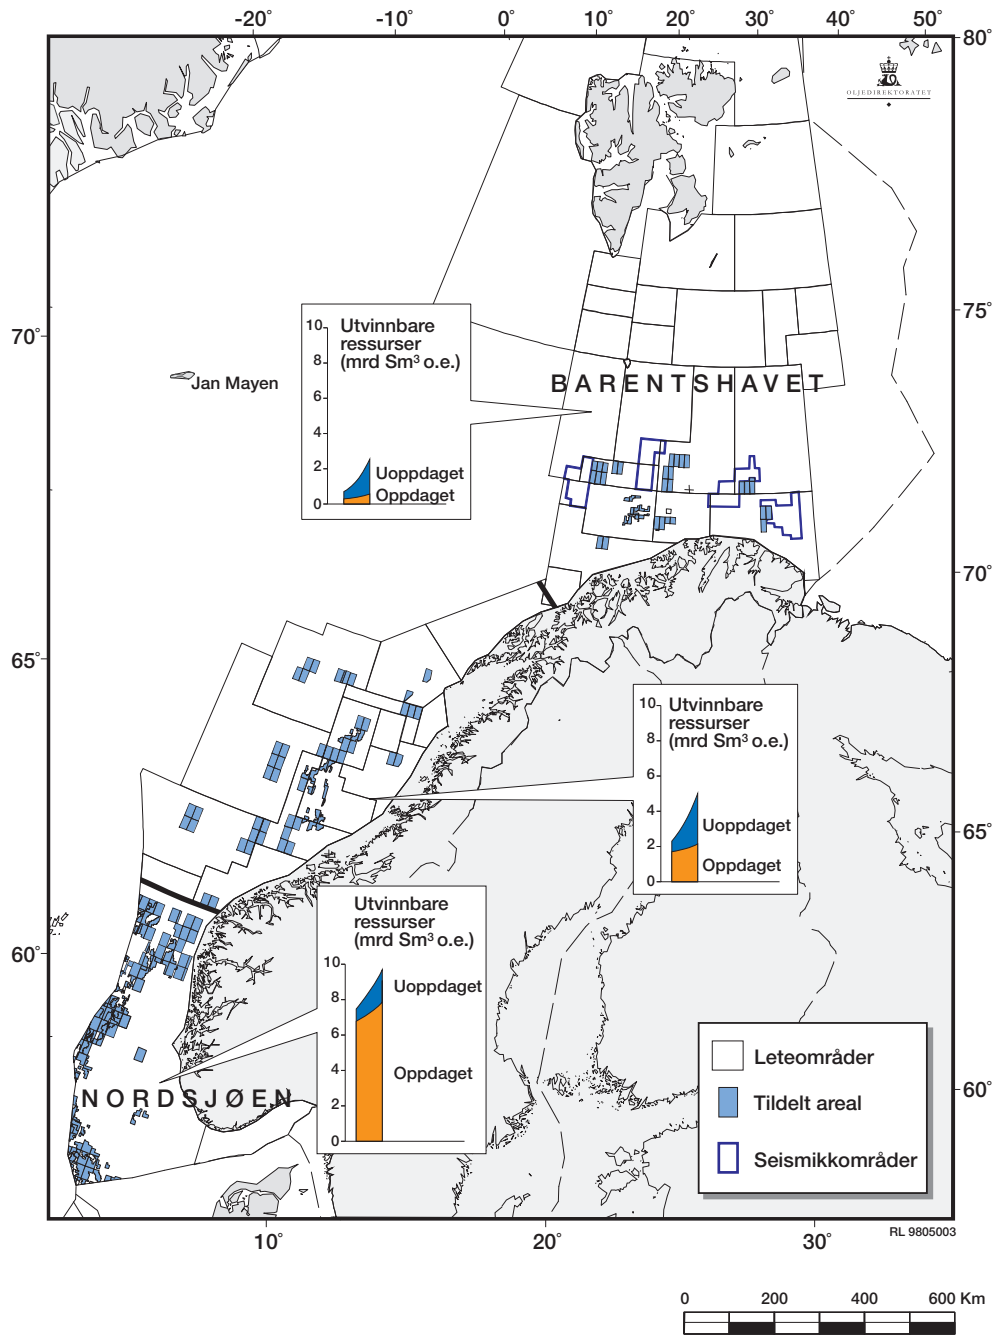 -20° -10° 0° 10° 20° 30° 40° 50°
80°
OLJEDIREKTORATET
75°
70°
10 Utvinnbare
ressurser
8 (mrd Sm³ o.e.)
6
4
2 Uoppdaget
Oppdaget
0
Jan Mayen
BARENTSHAVET
70°
65°
10 Utvinnbare
ressurser
8 (mrd Sm³ o.e.)
6
4
Uoppdaget
2
Oppdaget
0
65°
Utvinnbare
ressurser
(mrd Sm³ o.e.)
10
Uoppdaget
8
6
4 Oppdaget
2
0
60°
NORDSJØEN
Leteområder
Tildelt areal
Seismikkområder
60°
RL 9805003
10° 20° 30°
0 200 400 600 Km